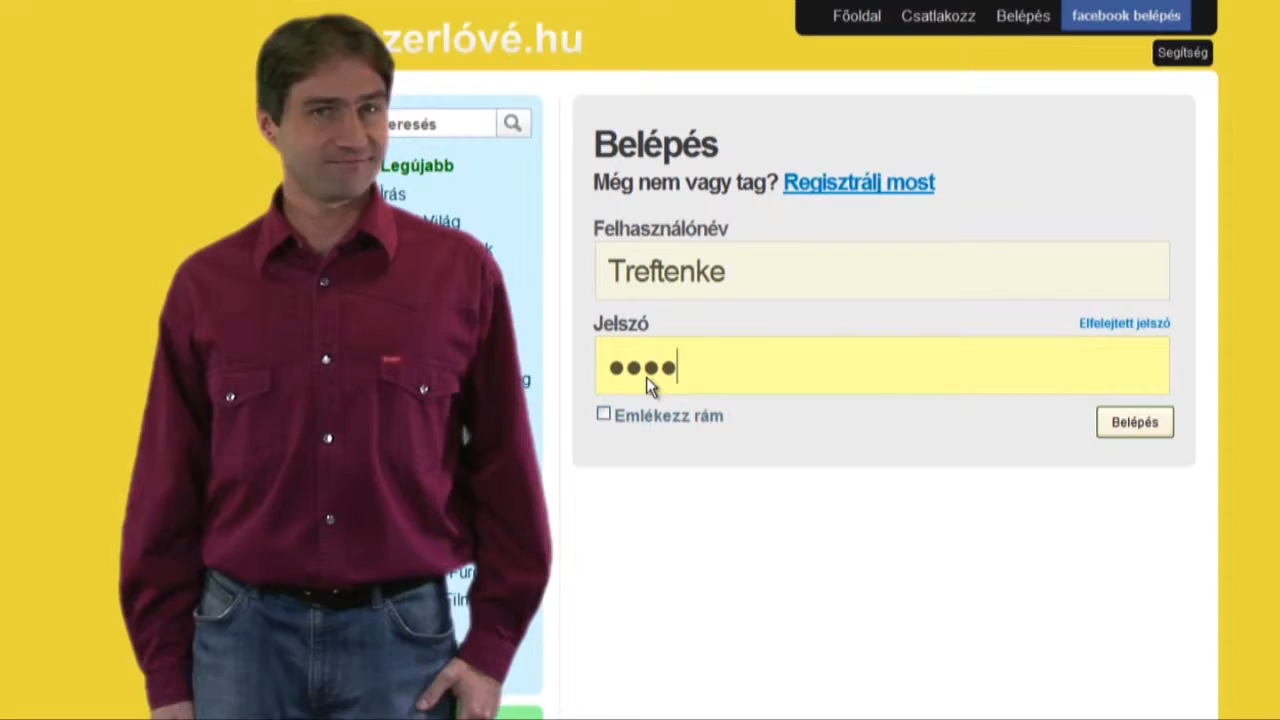 zerlóvé.hu
Főoldal Csatlakozz Belépés facebook belépés
Segítség
eresés
Legújabb
Írás
Világ
Belépés
Még nem vagy tag? Regisztrálj most
Felhasználónév
Treftenke
Jelszó Elfelejtett jelszó
Emlékezz rám
Belépés